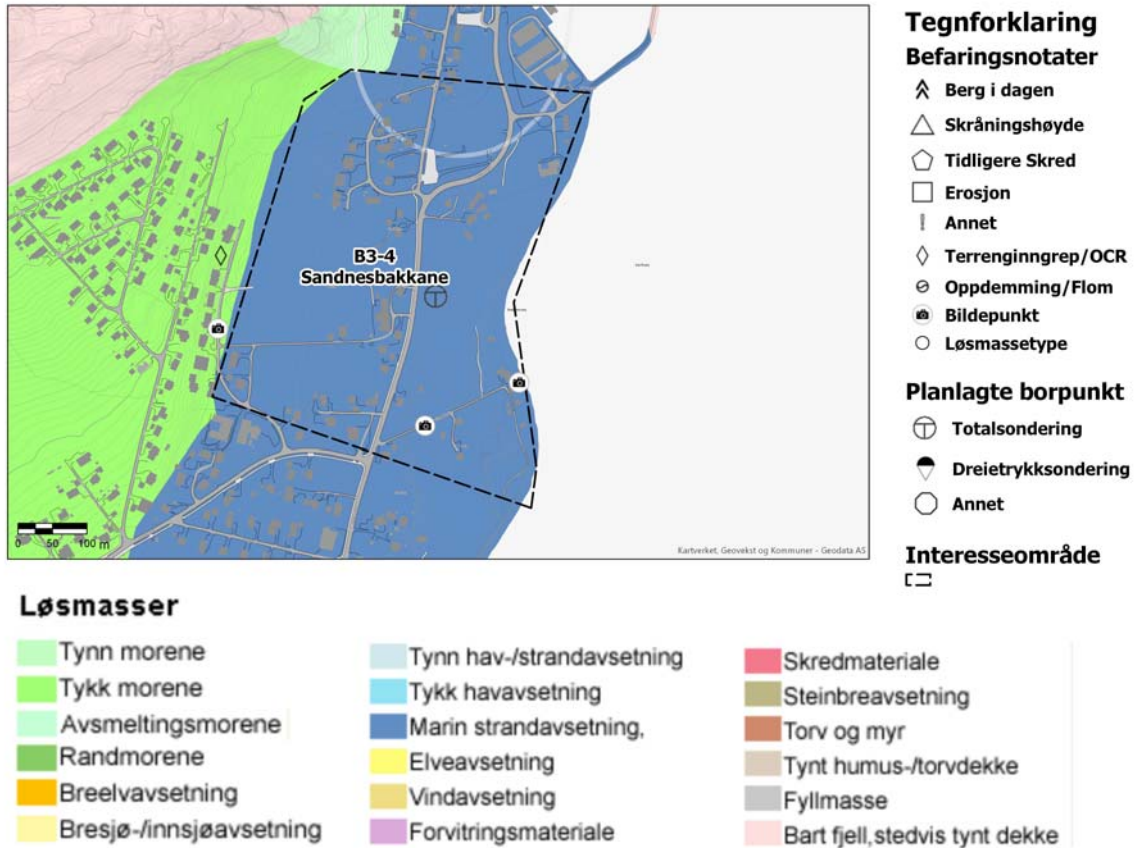 B3-4
Sandnesbakkane
0 50 100 m
Kartverket, Geovekst og Kommuner - Geodata AS
Tegnforklaring
Befaringsnotater
Berg i dagen
Skråningshøyde
Tidligere Skred
Erosjon
Annet
Terrenginngrep/OCR
Oppdemming/Flom
Bildepunkt
Løsmassetype
Planlagte borpunkt
Totalsondering
Dreietrykksondering
Annet
Interesseområde
Løsmasser
Tynn morene
Tykk morene
Avsmeltingsmorene
Randmorene
Breelvavsetning
Bresjø-/innsjøavsetning
Tynn hav-/strandavsetning
Tykk havavsetning
Marin strandavsetning,
Elveavsetning
Vindavsetning
Forvitringsmateriale
Skredmateriale
Steinbreavsetning
Torv og myr
Tynt humus-/torvdekke
Fyllmasse
Bart fjell,stedvis tynt dekke